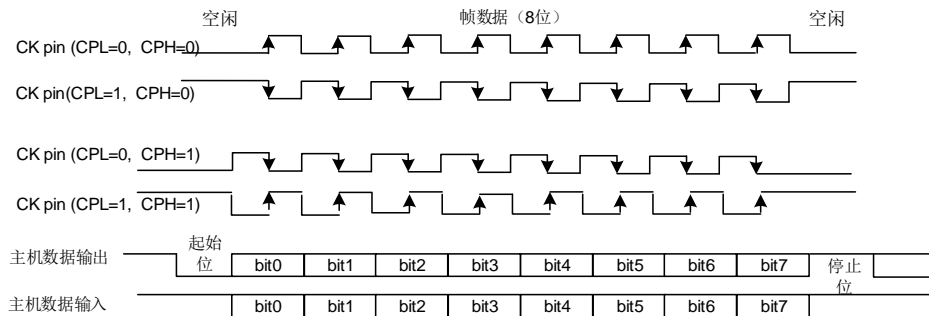 空闲 帧数据（8位） 空闲
CK pin (CPL=0, CPH=0)
CK pin(CPL=1, CPH=0)
CK pin (CPL=0, CPH=1)
CK pin (CPL=1, CPH=1)
主机数据输出 起始位 bit0 bit1 bit2 bit3 bit4 bit5 bit6 bit7 停止位
主机数据输入 bit0 bit1 bit2 bit3 bit4 bit5 bit6 bit7